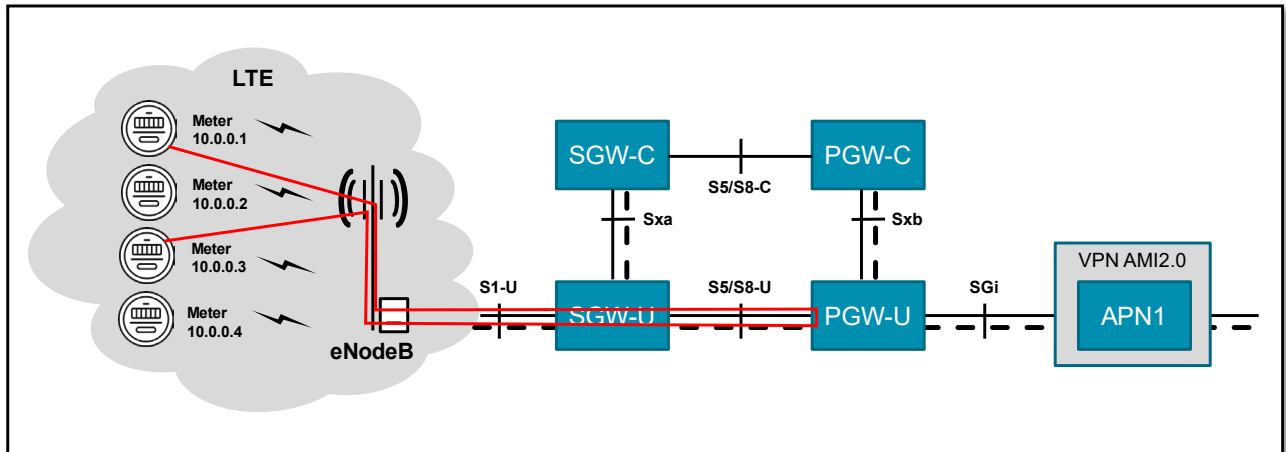 LTE
Meter
10.0.0.1
Meter
10.0.0.2
Meter
10.0.0.3
Meter
10.0.0.4
eNodeB
S1-U
SGW-C
S5/S8-C
PGW-C
Sxa
Sxb
SGW-U
S5/S8-U
PGW-U
SGi
VPN AMI2.0
APN1